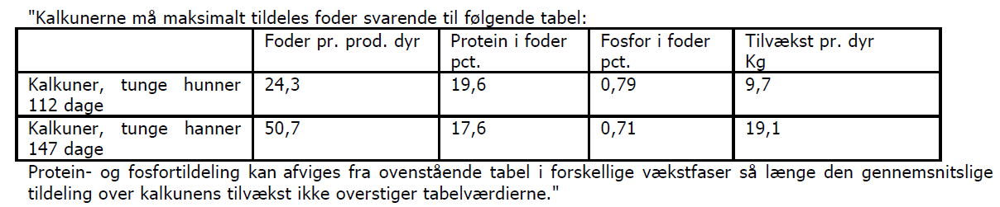 "Kalkunerne må maksimalt tildeles foder svarende til følgende tabel:
Foder pr. prod. dyr Protein i foder Fosfor i foder Tilvækst pr. dyr
pct. pct. Kg
Kalkuner, tunge hunner 24,3 19,6 0,79 9,7
112 dage
Kalkuner, tunge hanner 50,7 17,6 0,71 19,1
147 dage
Protein- og fosfortildeling kan afviges fra ovenstående tabel i forskellige vækstfaser så længe den gennemsnitslige
tildeling over kalkunens tilvækst ikke overstiger tabelværdierne."